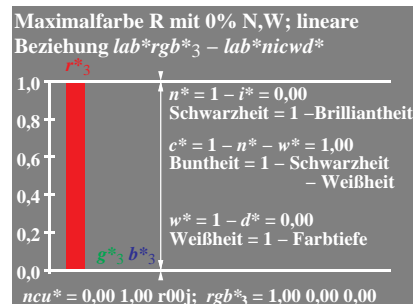 Maximalfarbe R mit 0% N,W; lineare
Beziehung lab*rgb*3 – lab*nicwd*
r*3
1,0
0,8
0,6
0,4
0,2
0,0
n* = 1 – i* = 0,00
Schwarzheit = 1 –Brilliantheit
c* = 1 – n* – w* = 1,00
Buntheit = 1 – Schwarzheit
– Weißheit
w* = 1 – d* = 0,00
Weißheit = 1 – Farbtiefe
g*3 b*3
ncu* = 0,00 1,00 r00j; rgb*3 = 1,00 0,00 0,00